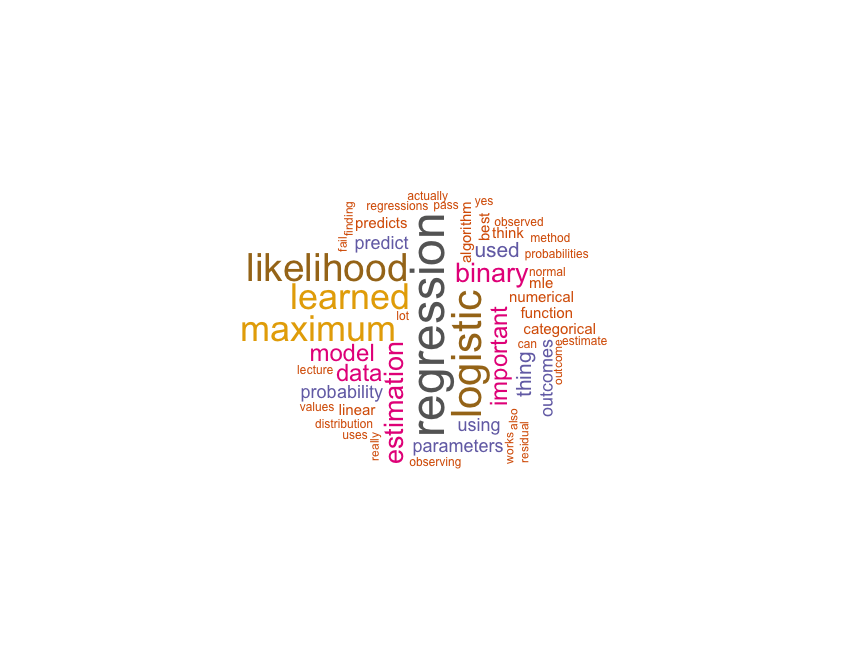 actually
regressions
pass
yes
finding
predicts
algorithm
best
observed
think
method
fail
predict
used
probabilities
likelihood
regression
binary
normal
mle
learned
logistic
numerical
lot
important
function
maximum
categorical
model
estimation
can
estimate
lecture
data
thing
outcomes
outcome
probability
values
linear
using
also
distribution
uses
really
parameters
works
residual
observing